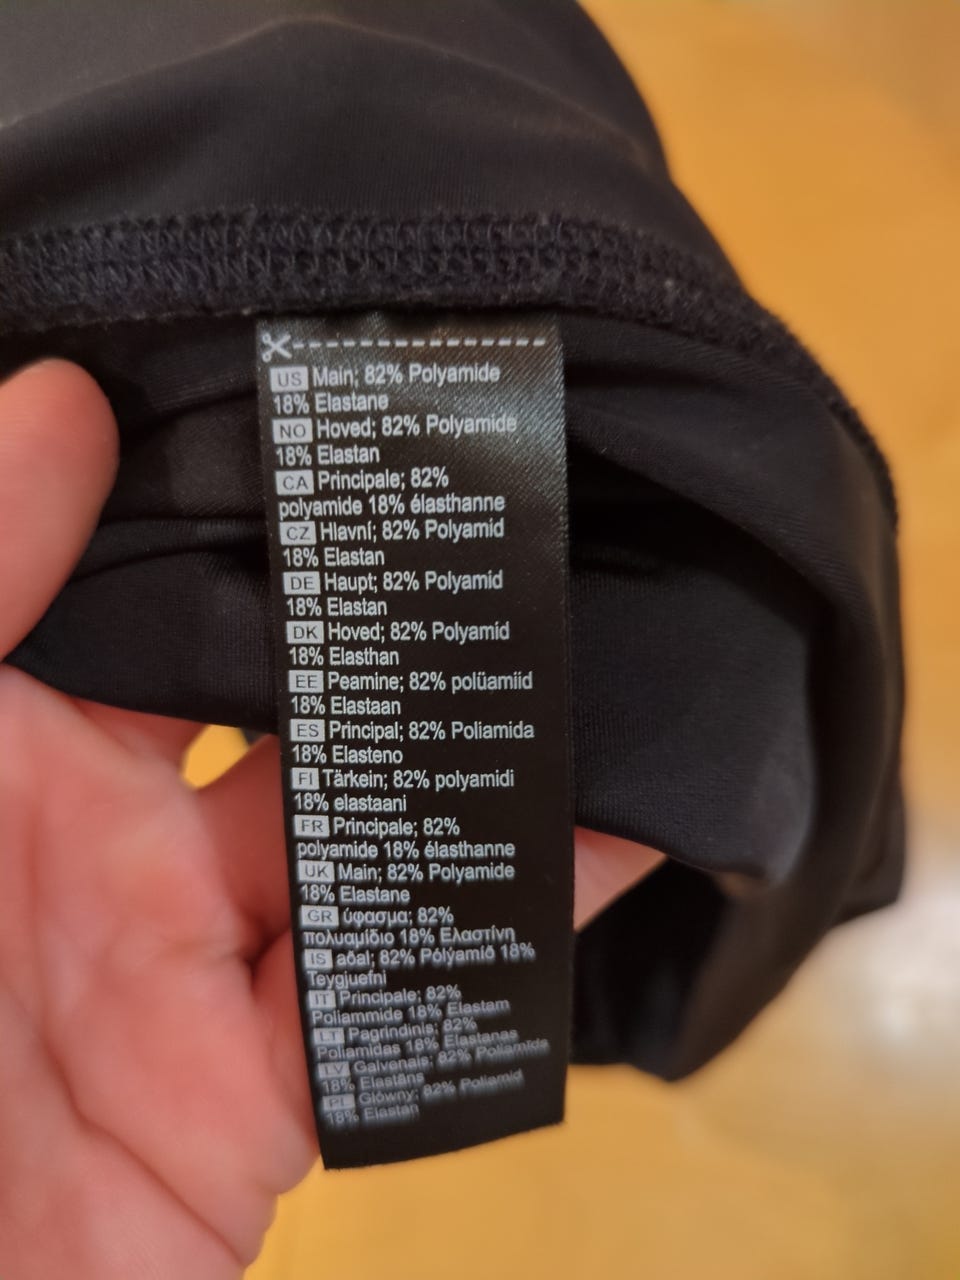 US Main; 82% Polyamide
18% Elastane
NO Hoved; 82% Polyamide
18% Elastan
CA Principale; 82%
polyamide 18% élasthanne
CZ Hlavní; 82% Polyamid
18% Elastan
DE Haupt; 82% Polyamid
18% Elastan
DK Hoved; 82% Polyamid
18% Elasthan
EE Peamine; 82% polüamiid
18% Elastaan
ES Principal; 82% Poliamida
18% Elasteno
FI Tärkein; 82% polyamidi
18% elastaani
FR Principale; 82%
polyamide 18% élasthanne
UK Main; 82% Polyamide
18% Elastane
GR ύφασμα; 82%
πολυαμίδιο 18% Ελαστίνη
IS aðal; 82% Pólýamíð 18%
Teygjuefni
IT Principale; 82%
Poliammide 18% Elastam
LT Pagrindinis; 82%
Poliamidas 18% Elastanas
LV Galvenais; 82% Poliamīds
18% Elastāns
PL Główny; 82% Poliamid
18% Elastan